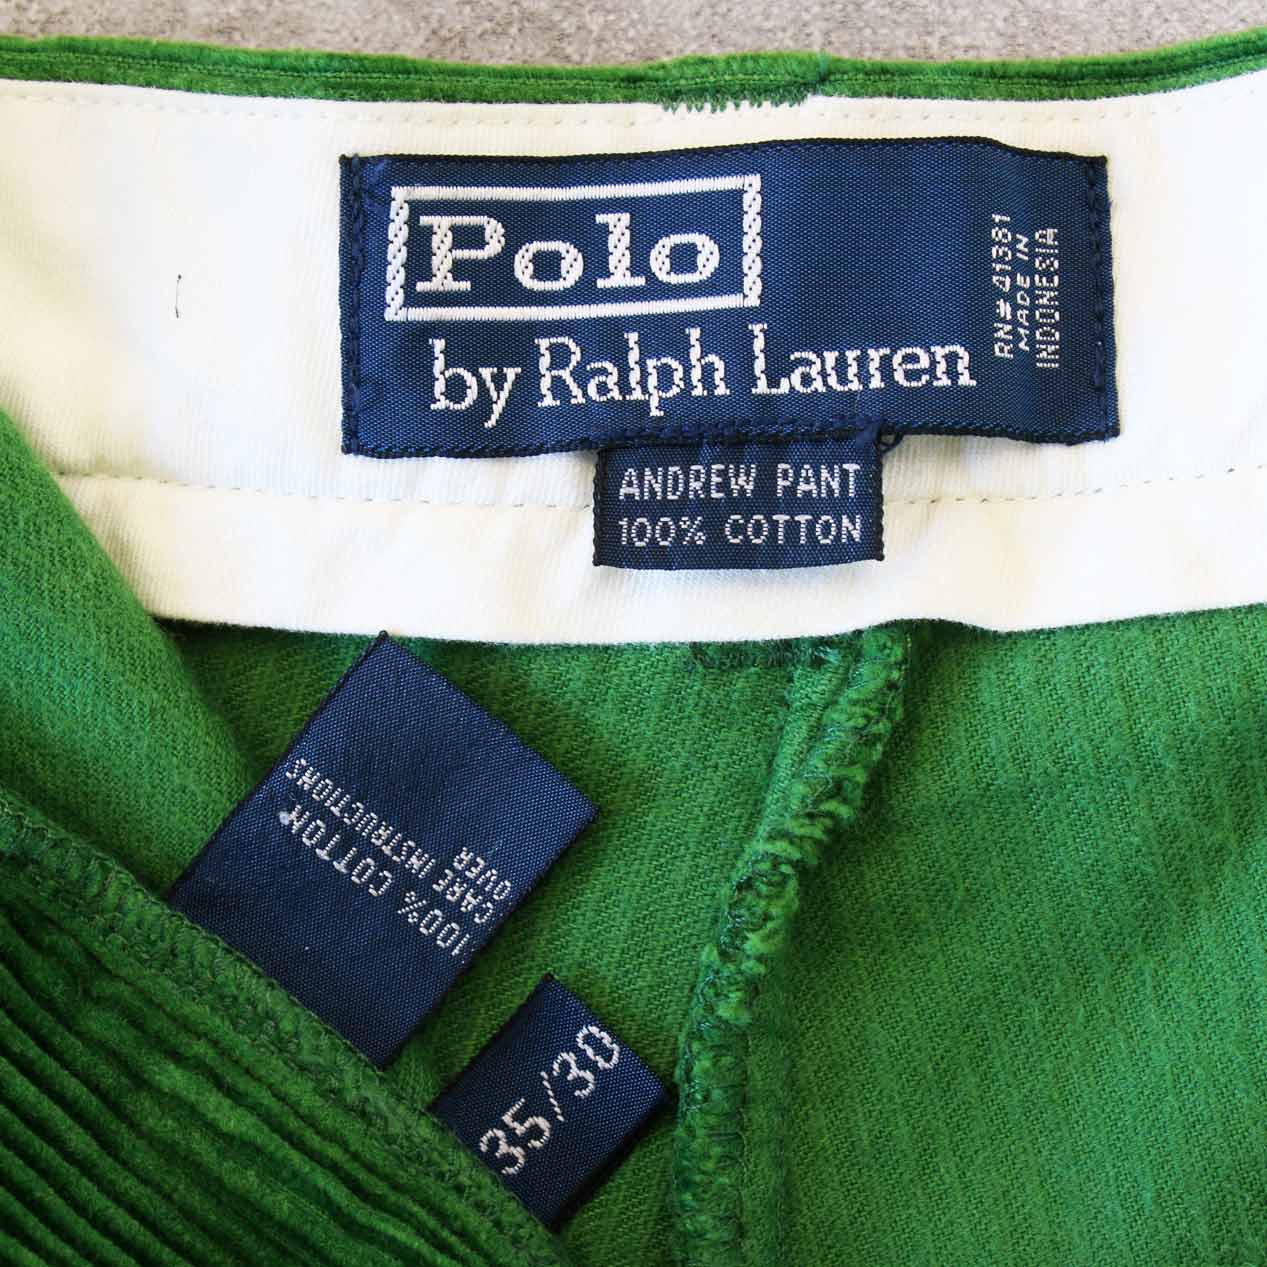 Polo
by Ralph Lauren
RN# 41381
MADE IN
INDONESIA
ANDREW PANT
100% COTTON
100% COTTON
CARE INSTRUCTIONS
OVER
35/30